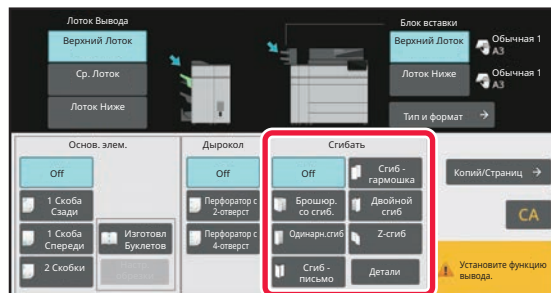 Лоток Вывода
Верхний Лоток
Ср. Лоток
Лоток Ниже
Блок вставки
Верхний Лоток
Обычная 1
A3
Лоток Ниже
Обычная 1
A3
Тип и формат
Основ. элем.
Off
1 Скоба
Сзади
1 Скоба
Спереди
2 Скобки
Изготовл
Буклетов
Дырокол
Off
Перфоратор с
2-отверст
Перфоратор с
4-отверст
Сгибать
Off
Сгиб -
гармошка
Брошюр.
со сгиб.
Двойной
сгиб
Одинарн.сгиб
Z-сгиб
Сгиб -
письмо
Детали
Копий/Страниц
CA
Установите функцию
вывода.